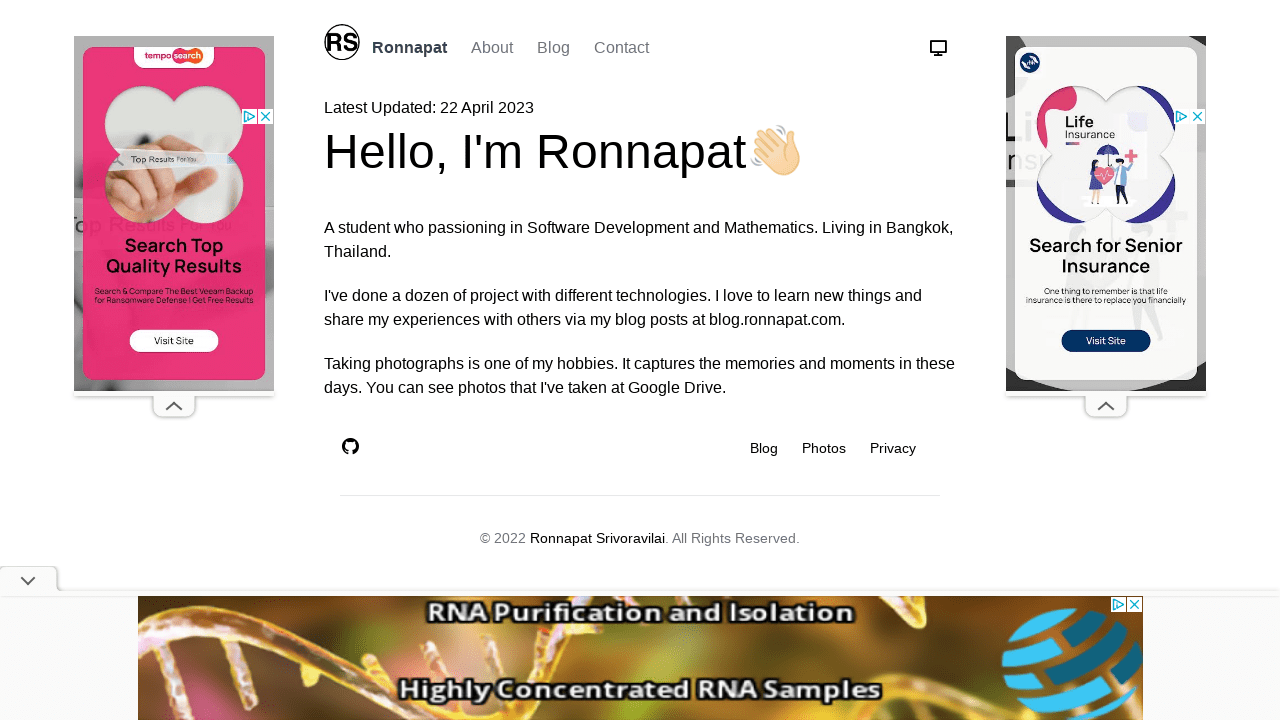 RS
Ronnapat
About
Blog
Contact
Latest Updated: 22 April 2023
Hello, I'm Ronnapat
A student who passioning in Software Development and Mathematics. Living in Bangkok,
Thailand.
I've done a dozen of project with different technologies. I love to learn new things and
share my experiences with others via my blog posts at blog.ronnapat.com.
Taking photographs is one of my hobbies. It captures the memories and moments in these
days. You can see photos that I've taken at Google Drive.
Blog
Photos
Privacy
© 2022 Ronnapat Srivoravilai. All Rights Reserved.
tempo search
Top Results For You
Search Top
Quality Results
Search & Compare The Best Veeam Backup
for Ransomware Defense | Get Free Results
Visit Site
Life
Insurance
Search for Senior
Insurance
One thing to remember is that life
insurance is there to replace you financially
Visit Site
RNA Purification and Isolation
Highly Concentrated RNA Samples